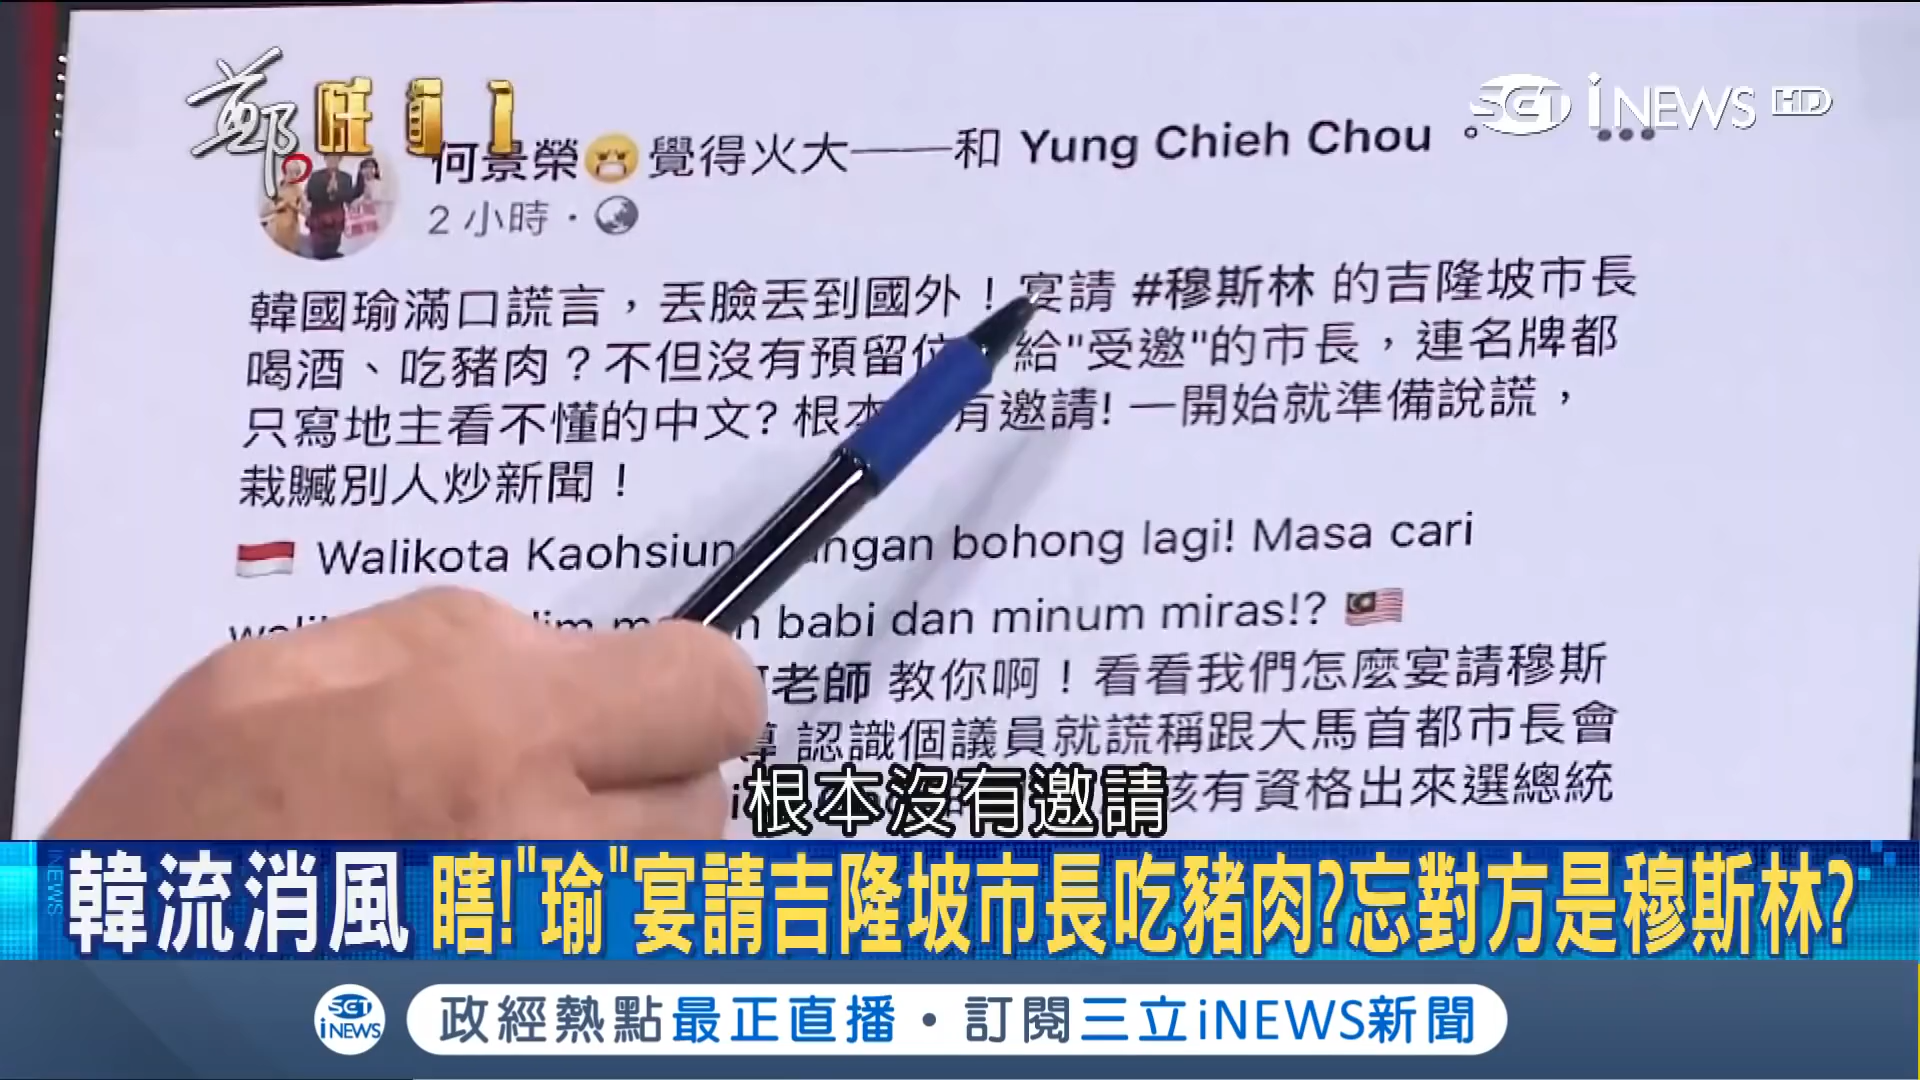 鄭
SET iNEWS HD
何景榮 覺得火大——和 Yung Chieh Chou 。
2 小時 ·
韓國瑜滿口謊言，丟臉丟到國外！宴請 #穆斯林 的吉隆坡市長
喝酒、吃豬肉？不但沒有預留位 給"受邀"的市長，連名牌都
只寫地主看不懂的中文? 根本 有邀請! 一開始就準備說謊，
栽贓別人炒新聞！
Walikota Kaohsiun ngan bohong lagi! Masa cari
babi dan minum miras!?
老師 教你啊！看看我們怎麼宴請穆斯
認識個議員就謊稱跟大馬首都市長會
有資格出來選總統
根本沒有邀請
韓流消風 瞎!"瑜"宴請吉隆坡市長吃豬肉?忘對方是穆斯林?
SET iNEWS 政經熱點最正直播・訂閱三立iNEWS新聞